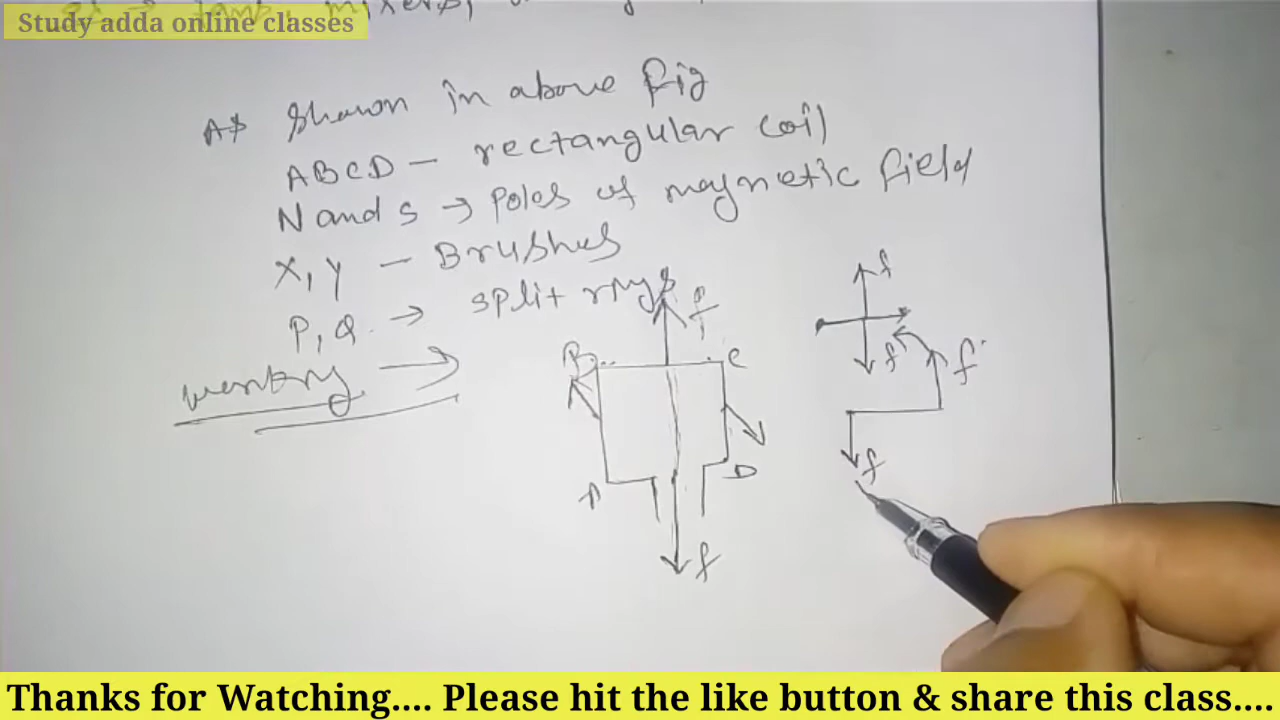 Study adda online classes
As shown in above fig
ABCD - rectangular coil
N and S → Poles of magnetic field
X, Y - Brushes
P, Q. → split rings
working →
f
B
C
f
f
f
f
A
D
f
Thanks for Watching.... Please hit the like button & share this class....